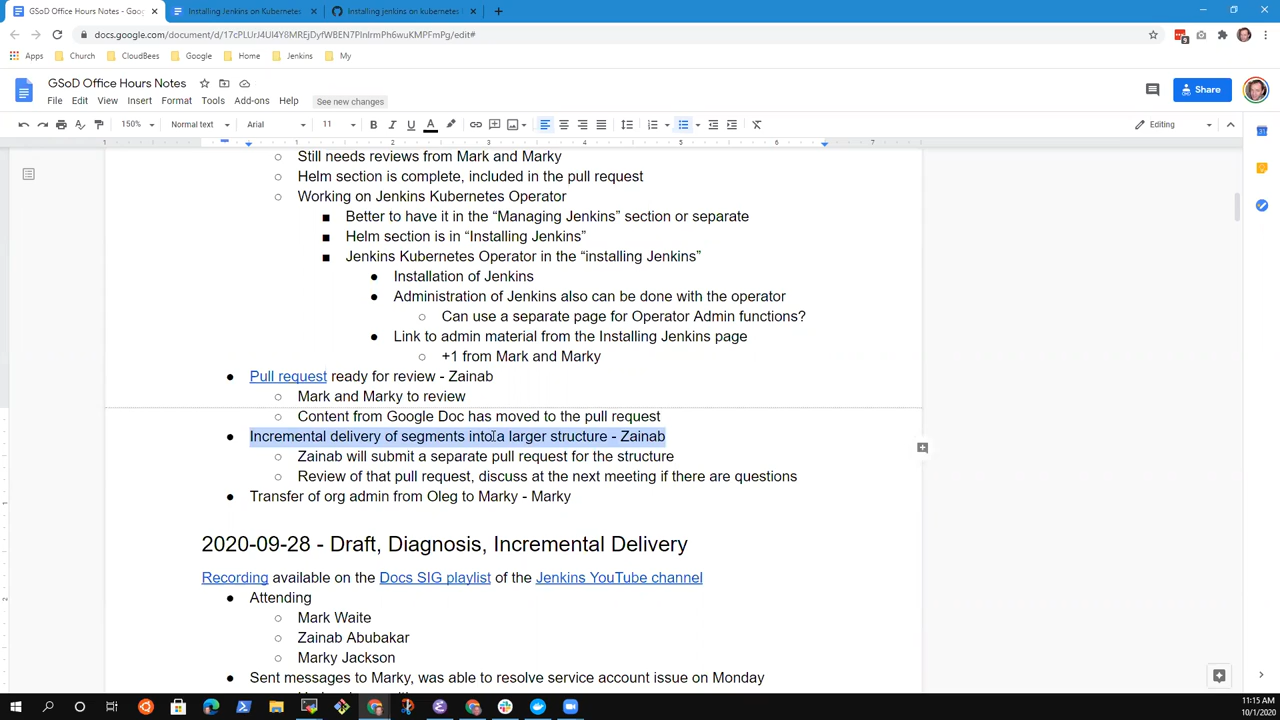 GSoD Office Hours Notes - Goo
Installing Jenkins on Kubernetes
Installing jenkins on kubernetes
docs.google.com/document/d/17cPLUrJ4Ul4Y8MREjDyfWBEN7PlnlrmPh6wuKMPFmPg/edit#
Apps Church CloudBees Google Home Jenkins My
GSoD Office Hours Notes
File Edit View Insert Format Tools Add-ons Help See new changes
Share
150% Normal text Arial 11 Editing
1 1 2 3 4 5 6 7
Still needs reviews from Mark and Marky
Helm section is complete, included in the pull request
Working on Jenkins Kubernetes Operator
Better to have it in the “Managing Jenkins” section or separate
Helm section is in “Installing Jenkins”
Jenkins Kubernetes Operator in the “installing Jenkins”
Installation of Jenkins
Administration of Jenkins also can be done with the operator
Can use a separate page for Operator Admin functions?
Link to admin material from the Installing Jenkins page
+1 from Mark and Marky
Pull request ready for review - Zainab
Mark and Marky to review
Content from Google Doc has moved to the pull request
Incremental delivery of segments into a larger structure - Zainab
Zainab will submit a separate pull request for the structure
Review of that pull request, discuss at the next meeting if there are questions
Transfer of org admin from Oleg to Marky - Marky
2020-09-28 - Draft, Diagnosis, Incremental Delivery
Recording available on the Docs SIG playlist of the Jenkins YouTube channel
Attending
Mark Waite
Zainab Abubakar
Marky Jackson
Sent messages to Marky, was able to resolve service account issue on Monday
11:15 AM
10/1/2020